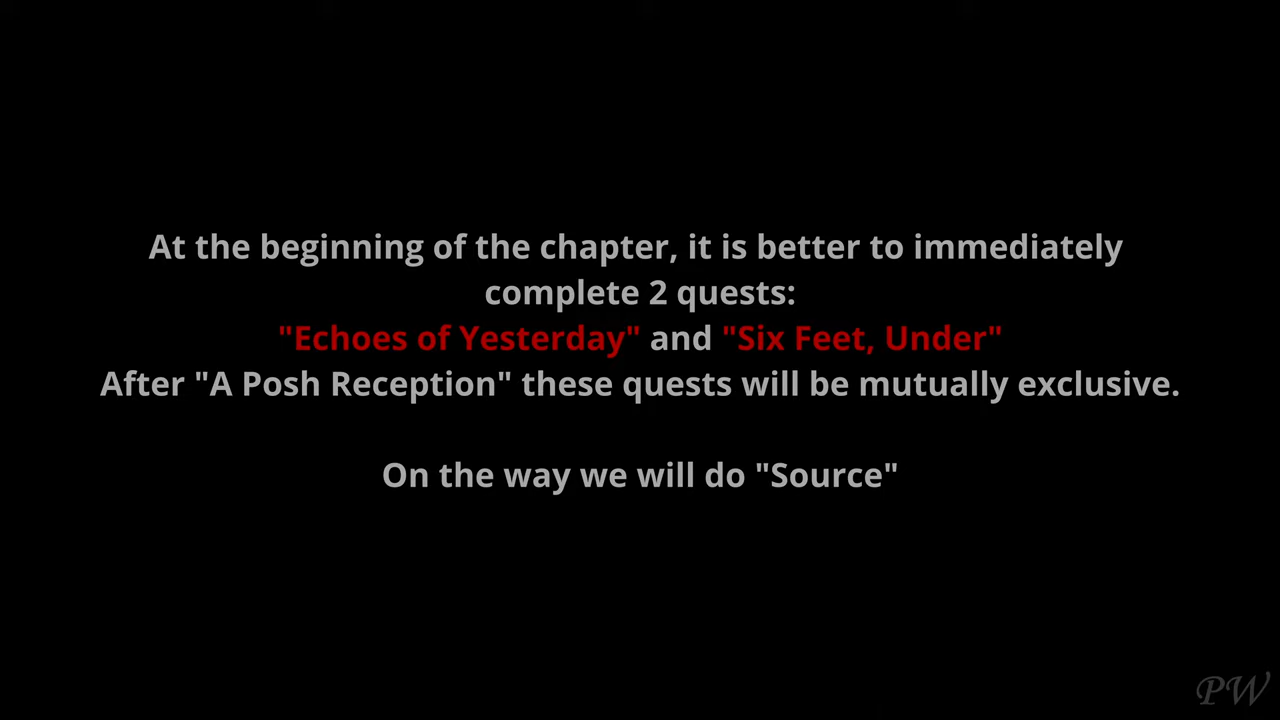 At the beginning of the chapter, it is better to immediately
complete 2 quests:
"Echoes of Yesterday" and "Six Feet, Under"
After "A Posh Reception" these quests will be mutually exclusive.
On the way we will do "Source"
PW